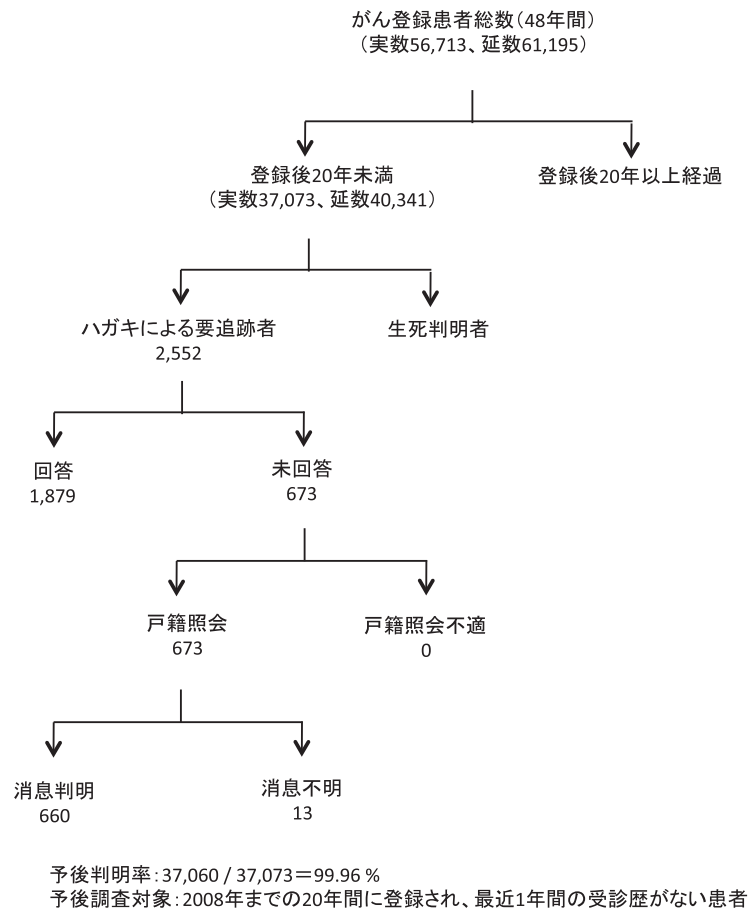 がん登録患者総数（48年間）
（実数56,713、延数61,195）
登録後20年未満
（実数37,073、延数40,341）
登録後20年以上経過
ハガキによる要追跡者
2,552
生死判明者
回答
1,879
未回答
673
戸籍照会
673
戸籍照会不適
0
消息判明
660
消息不明
13
予後判明率：37,060 / 37,073＝99.96 %
予後調査対象：2008年までの20年間に登録され、最近1年間の受診歴がない患者